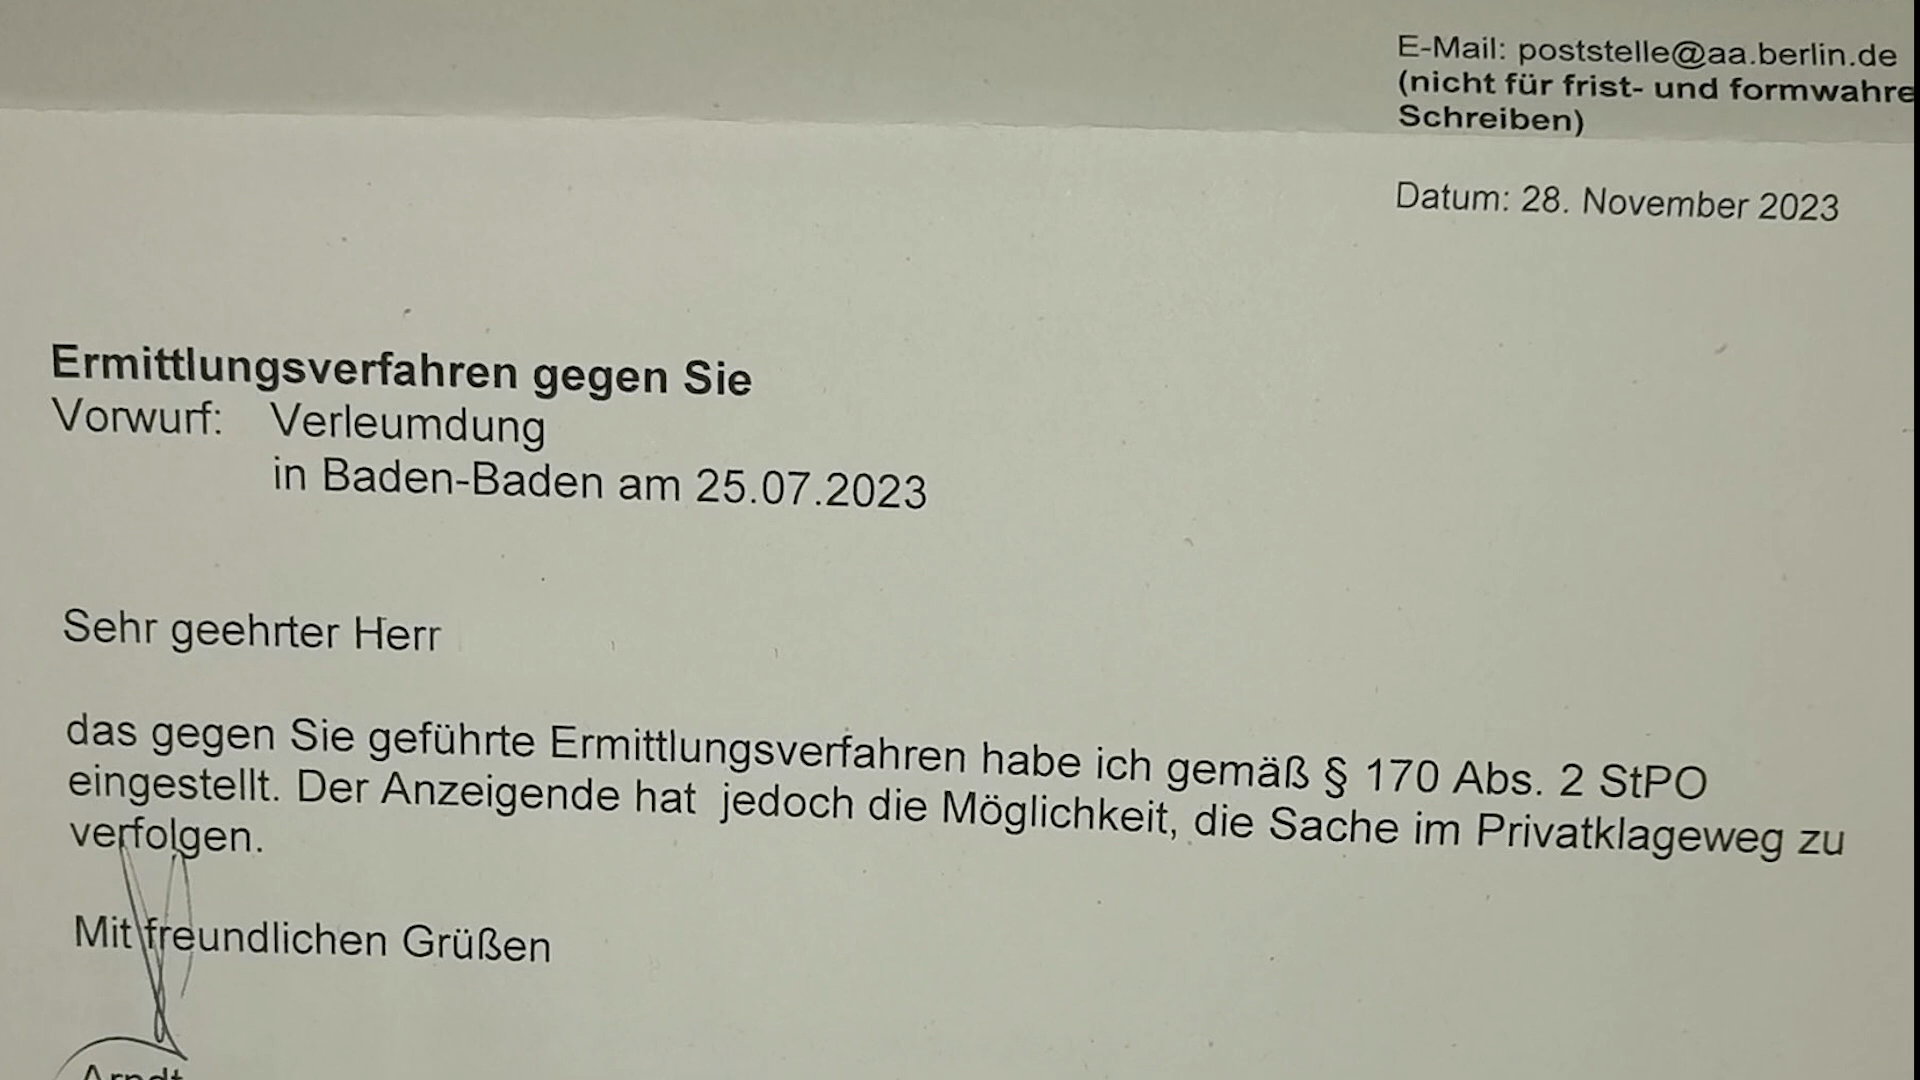 E-Mail: poststelle@aa.berlin.de
(nicht für frist- und formwahre
Schreiben)
Datum: 28. November 2023
Ermittlungsverfahren gegen Sie
Vorwurf: Verleumdung
in Baden-Baden am 25.07.2023
Sehr geehrter Herr
das gegen Sie geführte Ermittlungsverfahren habe ich gemäß § 170 Abs. 2 StPO
eingestellt. Der Anzeigende hat jedoch die Möglichkeit, die Sache im Privatklageweg zu
verfolgen.
Mit freundlichen Grüßen
Arndt